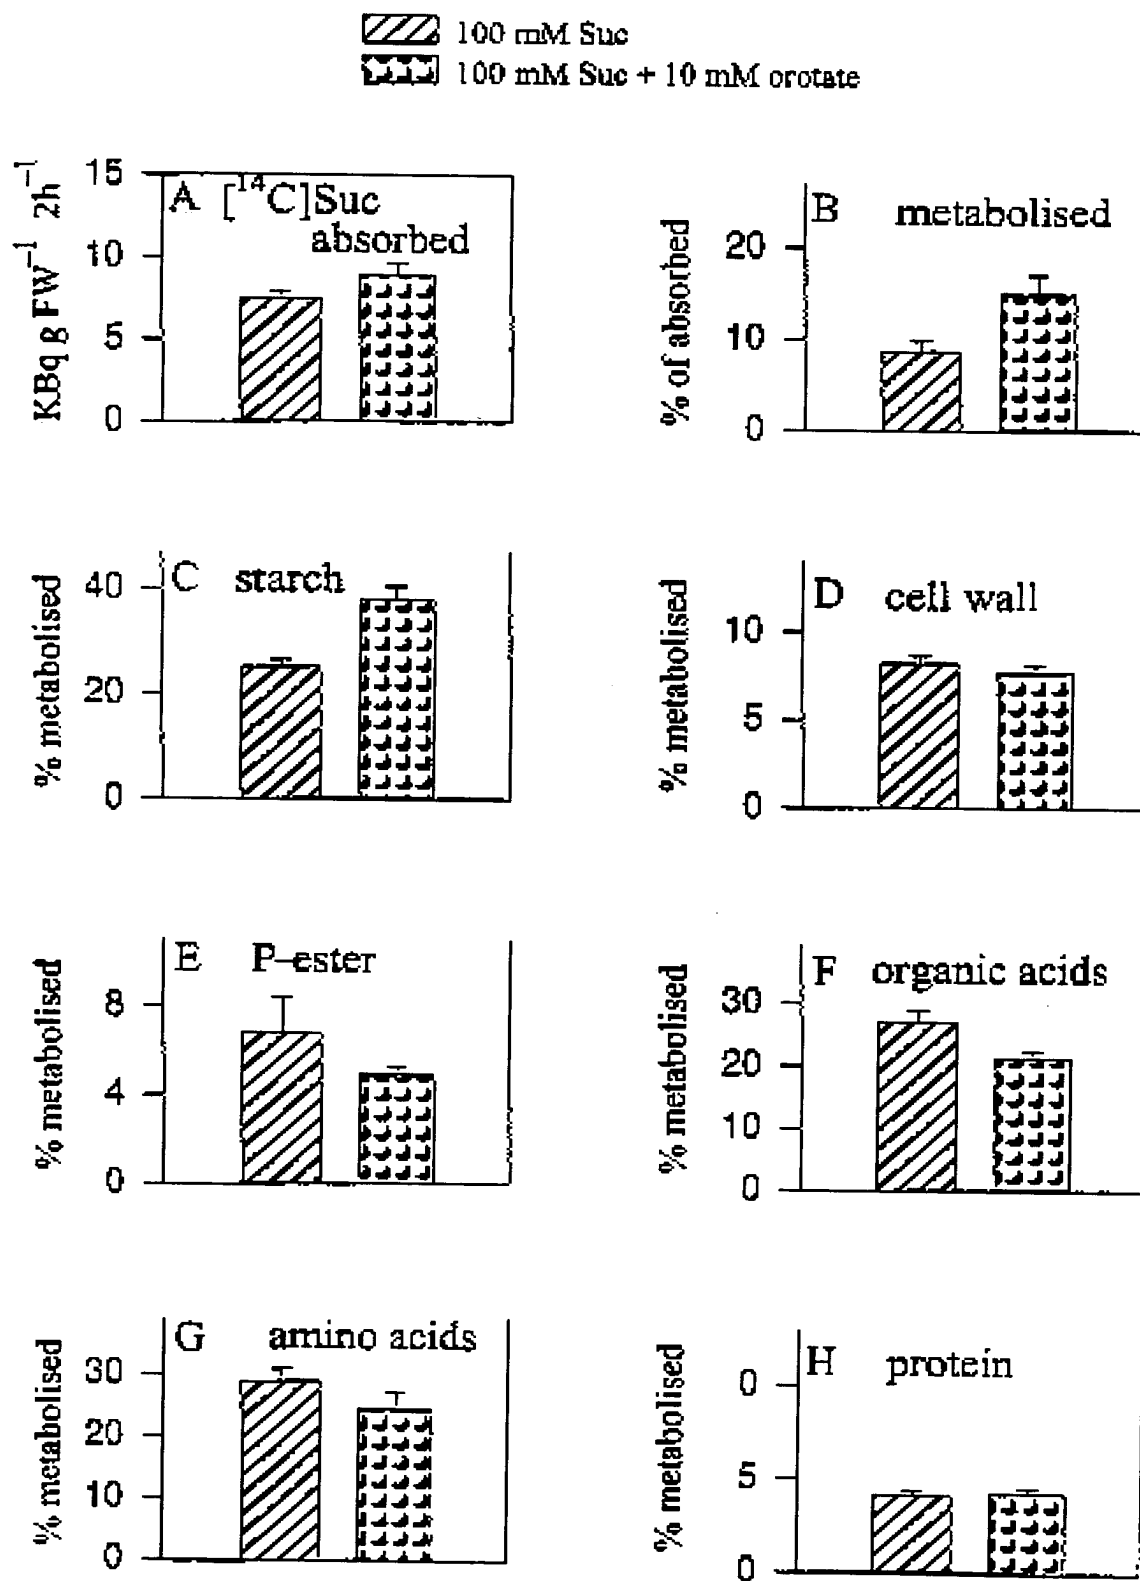 100 mM Suc
100 mM Suc + 10 mM orotate
KBq g FW⁻¹ 2h⁻¹
15
10
5
0
A [¹⁴C]Suc
absorbed
% of absorbed
20
10
0
B metabolised
% metabolised
40
20
0
C starch
% metabolised
10
5
0
D cell wall
% metabolised
8
4
0
E P–ester
% metabolised
30
20
10
0
F organic acids
% metabolised
30
20
10
0
G amino acids
% metabolised
0
5
0
H protein